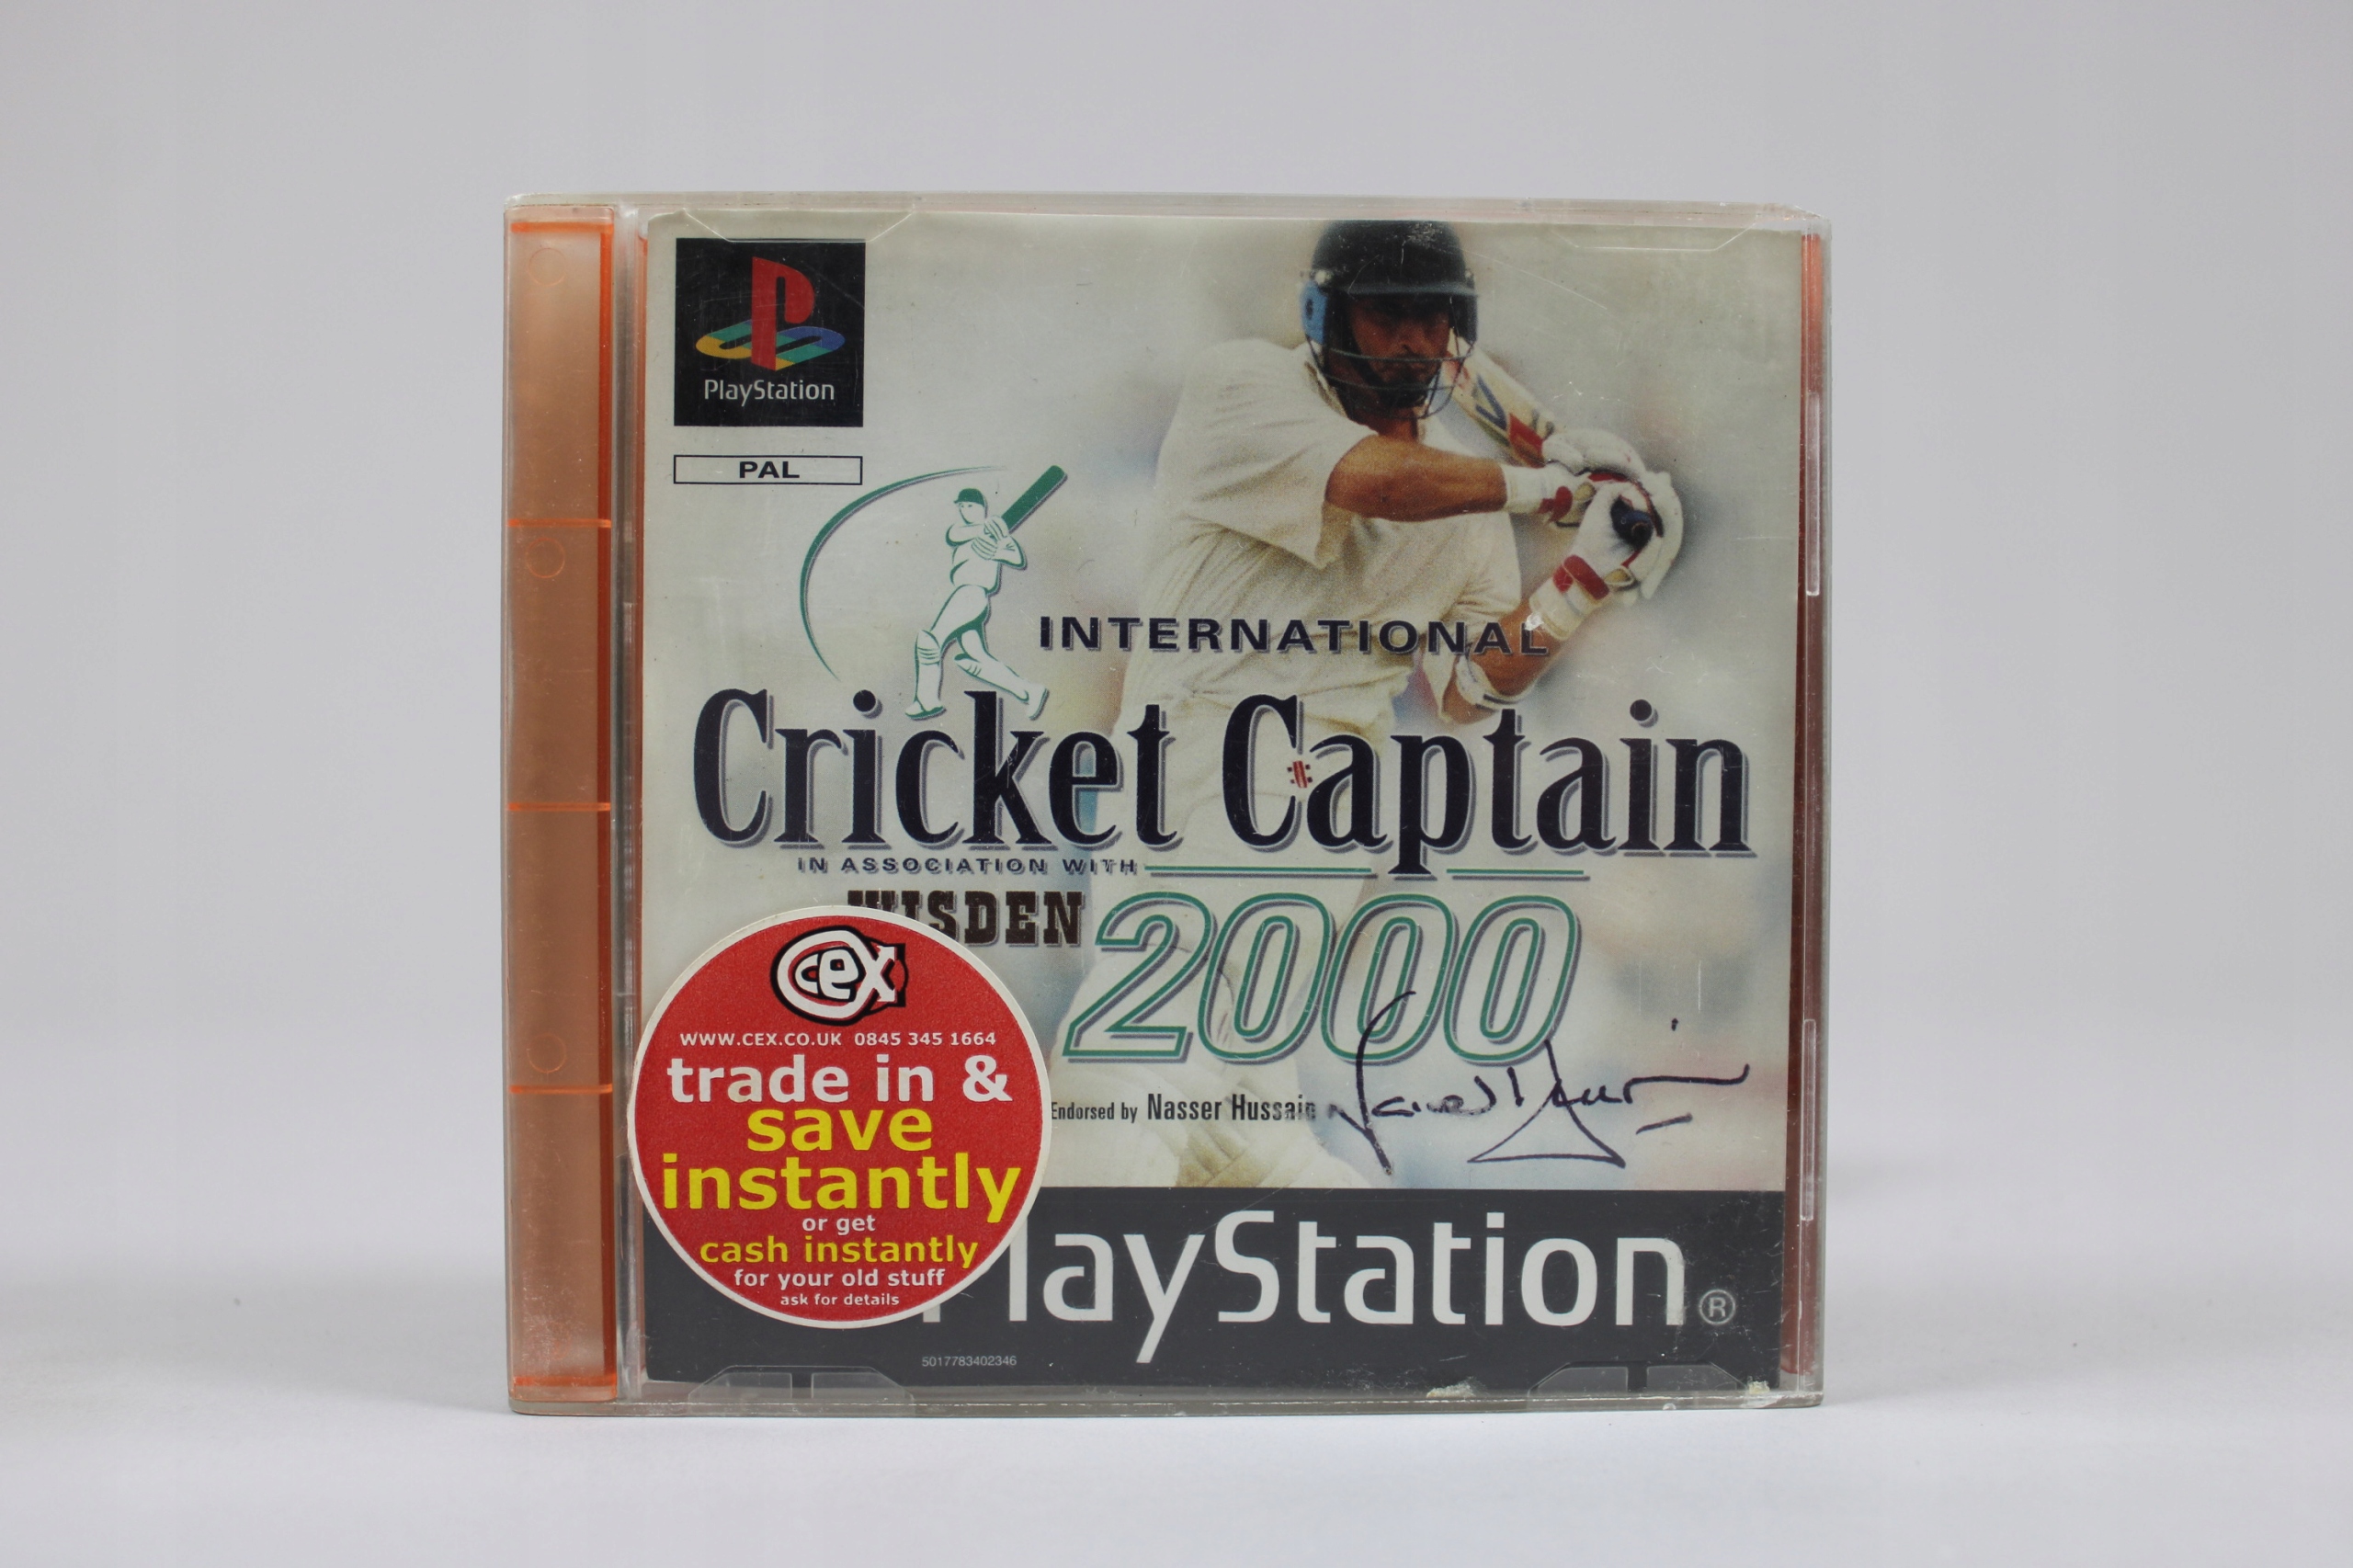 PlayStation
PAL
INTERNATIONAL
Cricket Captain
IN ASSOCIATION WITH
WISDEN 2000
cex
WWW.CEX.CO.UK 0845 345 1664
trade in &
save
instantly
or get
cash instantly
for your old stuff
ask for details
Endorsed by Nasser Hussain
PlayStation®
5017783402346